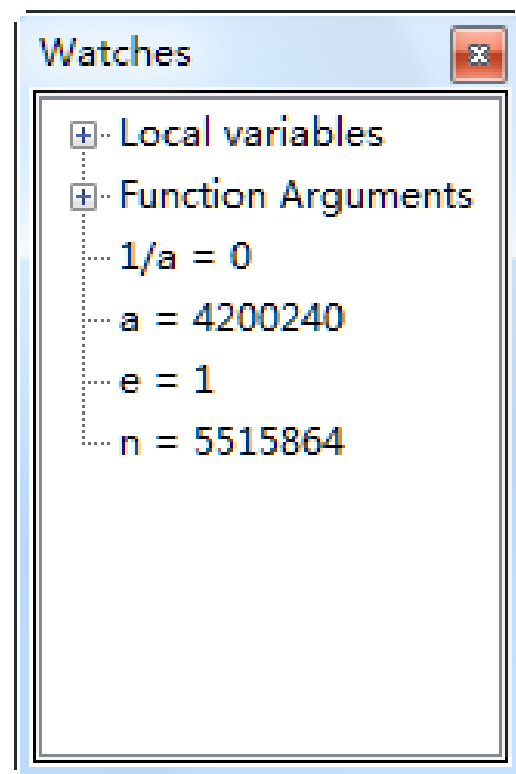 Watches
Local variables
Function Arguments
1/a = 0
a = 4200240
e = 1
n = 5515864